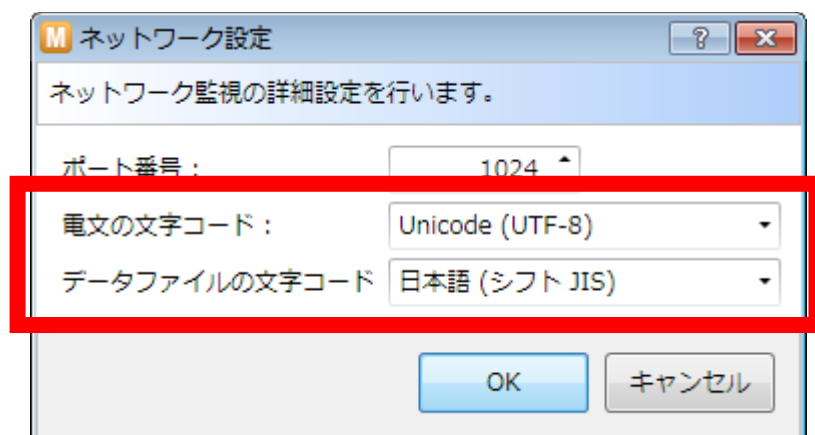 M ネットワーク設定 ?
ネットワーク監視の詳細設定を行います。
ポート番号： 1024
電文の文字コード： Unicode (UTF-8)
データファイルの文字コード 日本語 (シフト JIS)
OK キャンセル